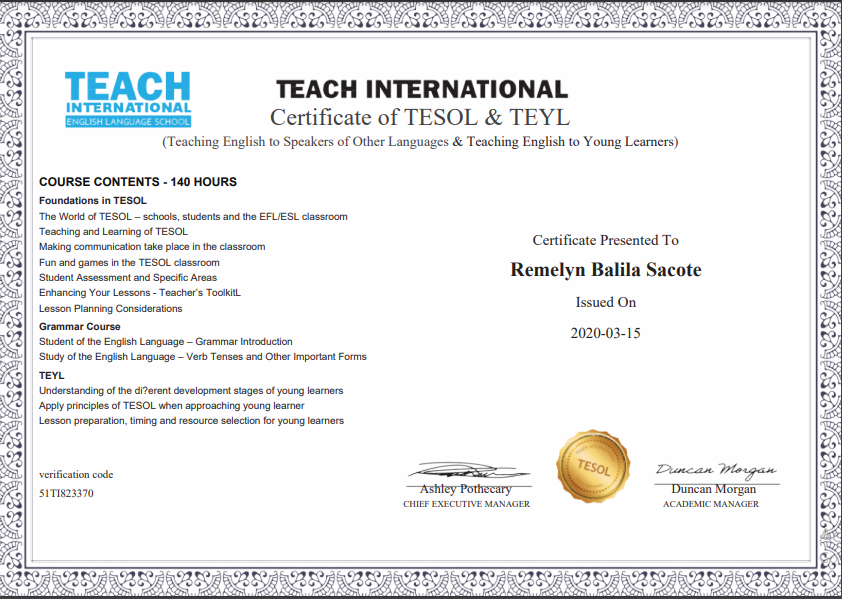 TEACH
INTERNATIONAL
ENGLISH LANGUAGE SCHOOL
TEACH INTERNATIONAL
Certificate of TESOL & TEYL
(Teaching English to Speakers of Other Languages & Teaching English to Young Learners)
COURSE CONTENTS - 140 HOURS
Foundations in TESOL
The World of TESOL – schools, students and the EFL/ESL classroom
Teaching and Learning of TESOL
Making communication take place in the classroom
Fun and games in the TESOL classroom
Student Assessment and Specific Areas
Enhancing Your Lessons - Teacher's ToolkitL
Lesson Planning Considerations
Grammar Course
Student of the English Language – Grammar Introduction
Study of the English Language – Verb Tenses and Other Important Forms
TEYL
Understanding of the di?erent development stages of young learners
Apply principles of TESOL when approaching young learner
Lesson preparation, timing and resource selection for young learners
verification code
51TI823370
Certificate Presented To
Remelyn Balila Sacote
Issued On
2020-03-15
Ashley Pothecary
CHIEF EXECUTIVE MANAGER
TESOL
Duncan Morgan
Duncan Morgan
ACADEMIC MANAGER